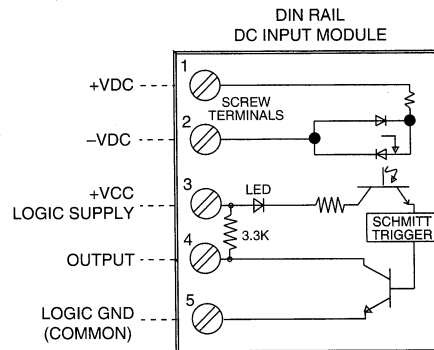 DIN RAIL
DC INPUT MODULE
+VDC
1
SCREW
TERMINALS
–VDC
2
+VCC
LOGIC SUPPLY
3
LED
3.3K
SCHMITT
TRIGGER
OUTPUT
4
LOGIC GND
(COMMON)
5